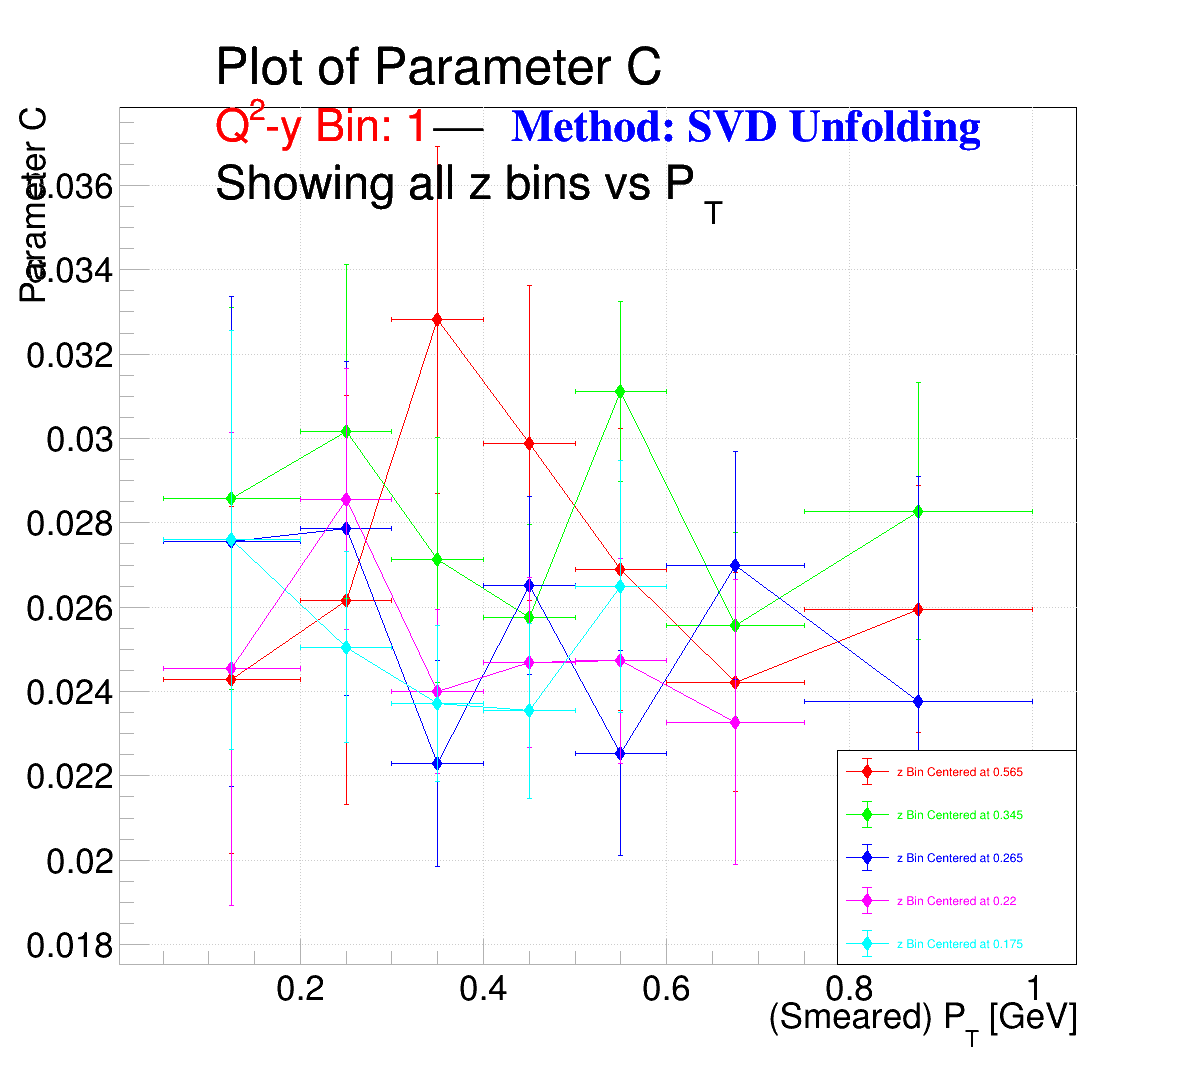 Plot of Parameter C
Q²-y Bin: 1 — Method: SVD Unfolding
Showing all z bins vs P_T
Parameter C
0.036
0.034
0.032
0.03
0.028
0.026
0.024
0.022
0.02
0.018
z Bin Centered at 0.565
z Bin Centered at 0.345
z Bin Centered at 0.265
z Bin Centered at 0.22
z Bin Centered at 0.175
0.2 0.4 0.6 0.8 1
(Smeared) P_T [GeV]